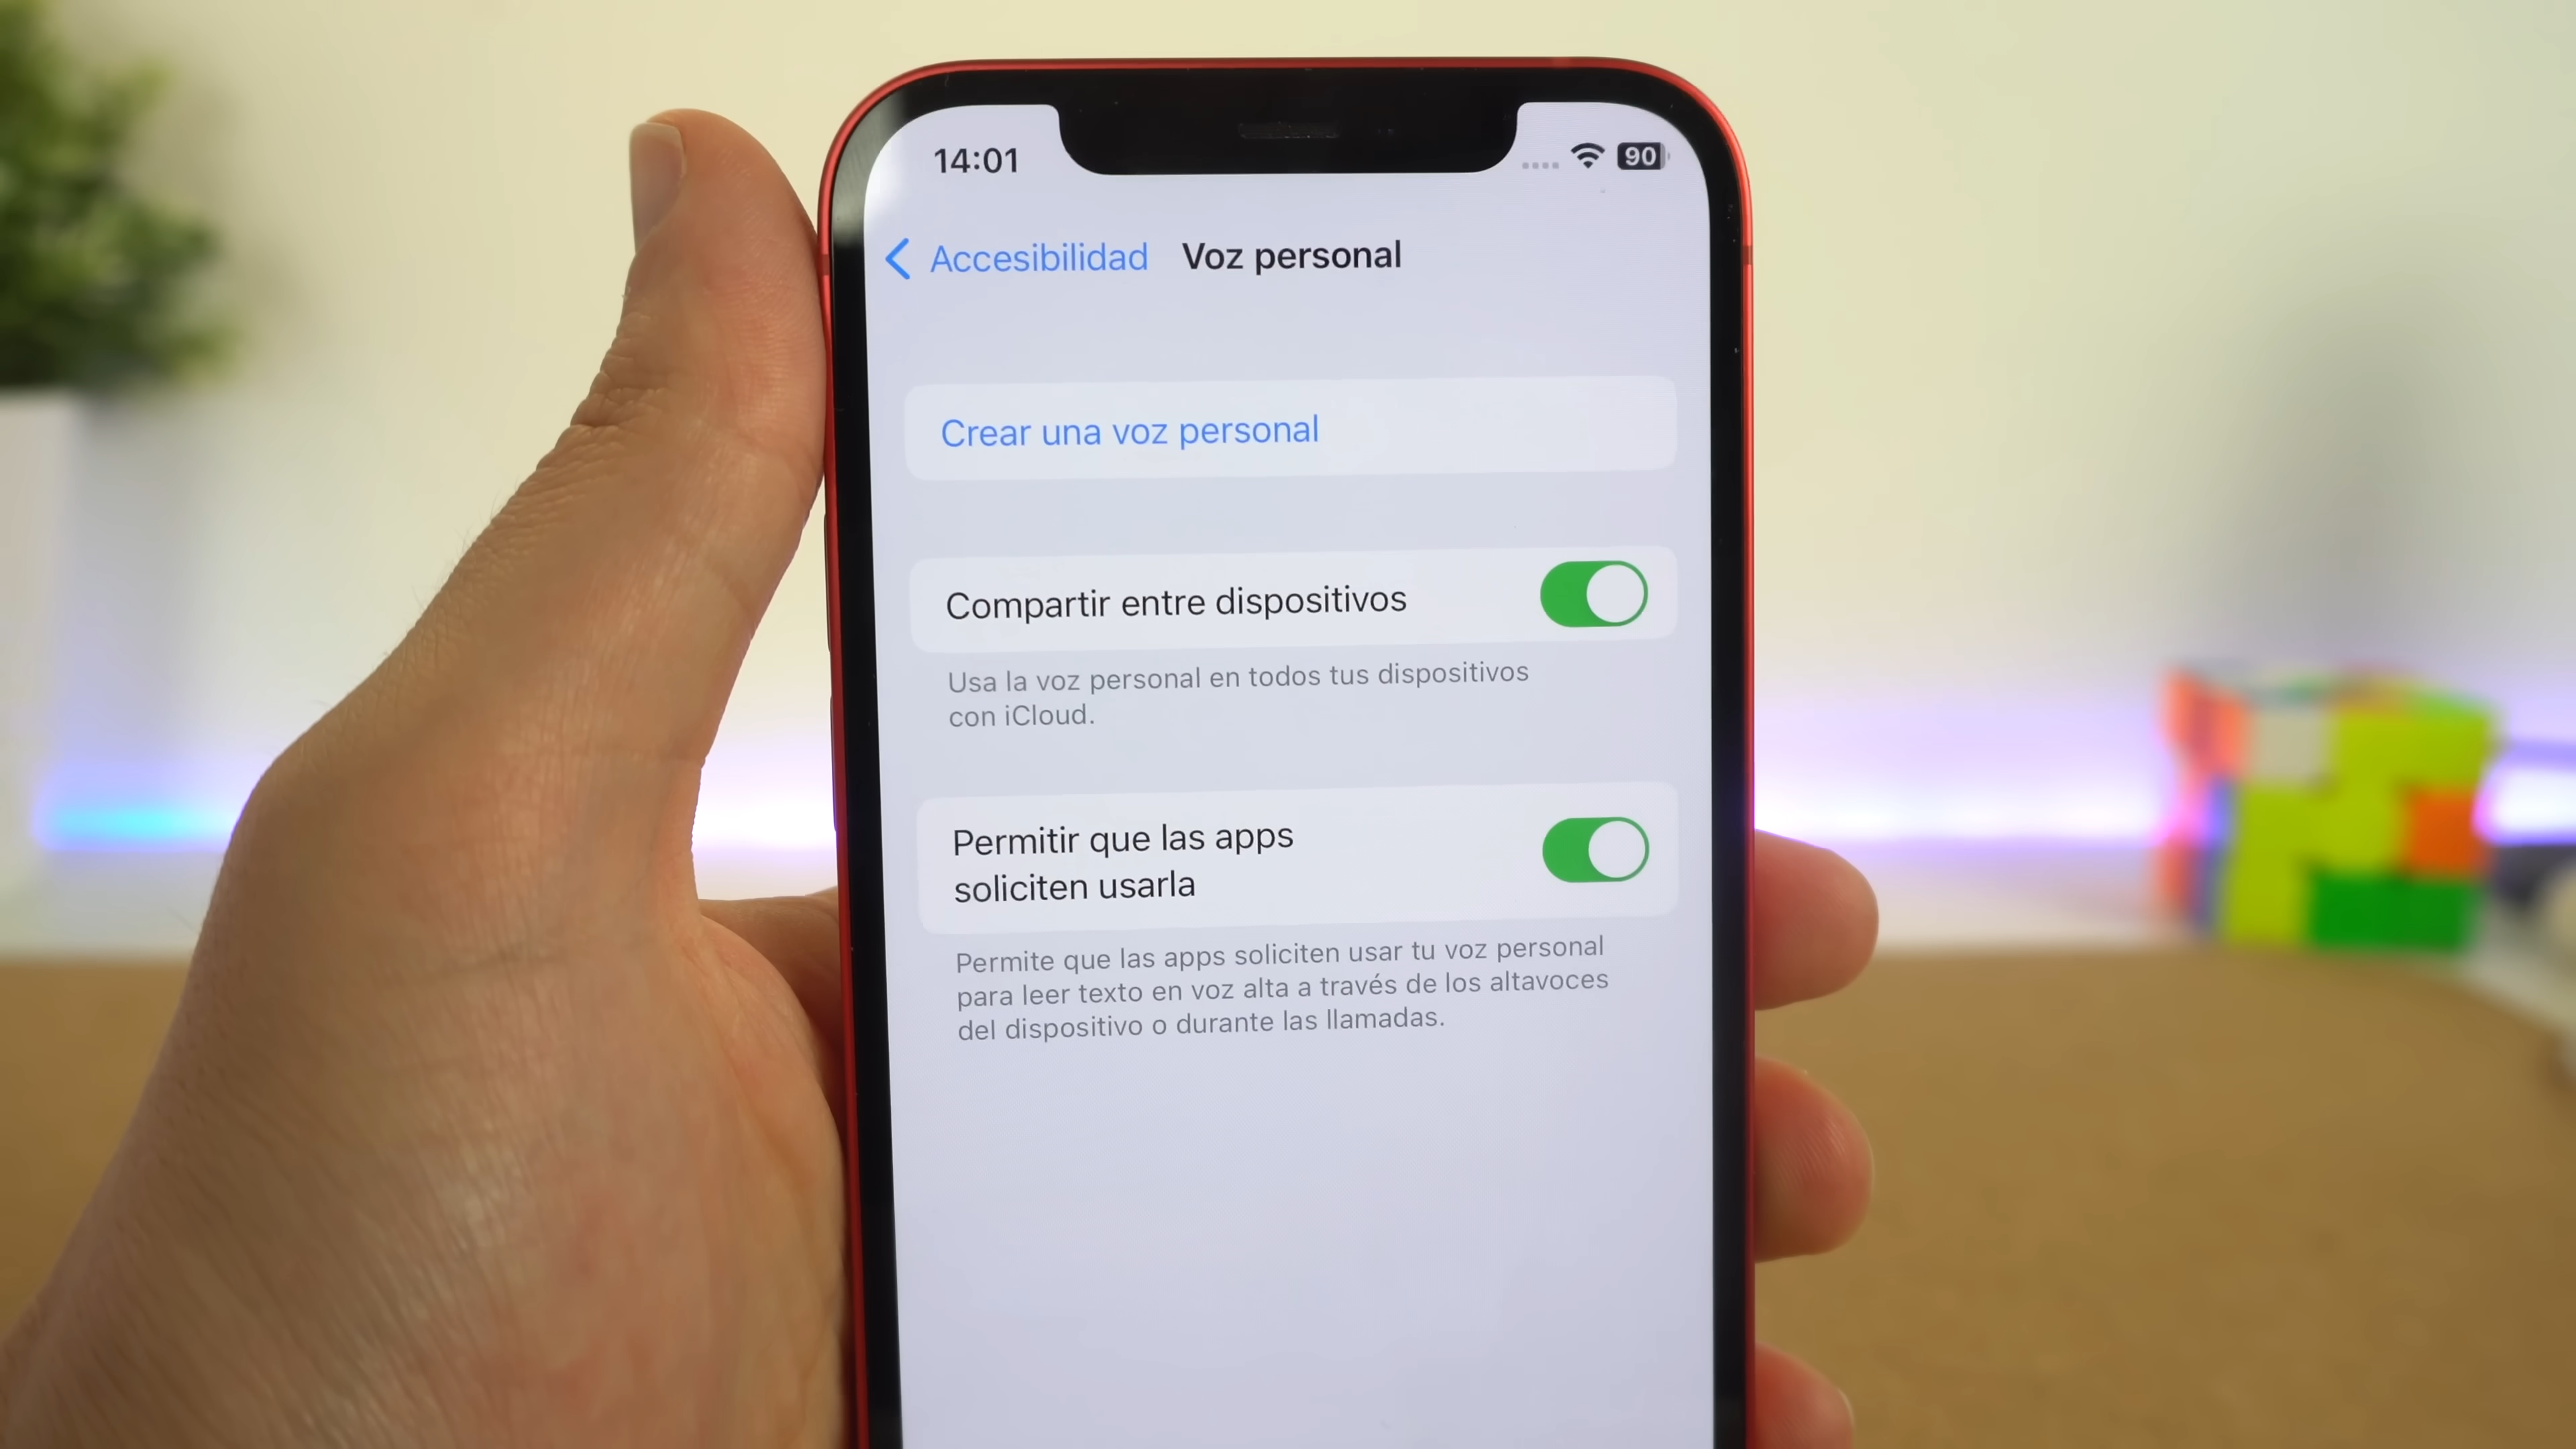 14:01
90
Accesibilidad Voz personal
Crear una voz personal
Compartir entre dispositivos
Usa la voz personal en todos tus dispositivos
con iCloud.
Permitir que las apps
soliciten usarla
Permite que las apps soliciten usar tu voz personal
para leer texto en voz alta a través de los altavoces
del dispositivo o durante las llamadas.